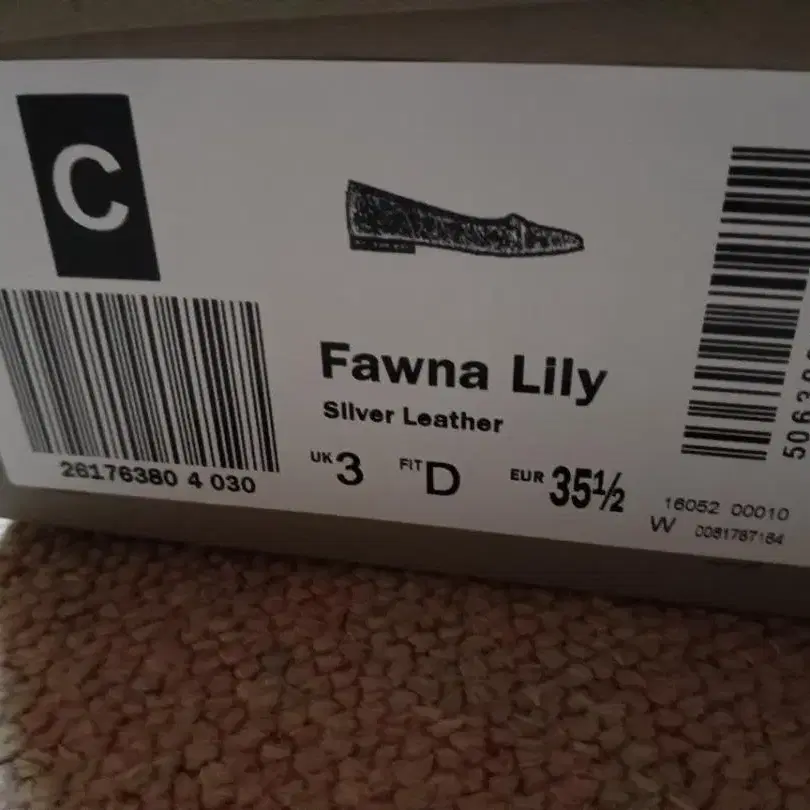 C
Fawna Lily
Silver Leather
UK 3 FIT D EUR 35½
26176380 4 030
16052 00010
W 0081787184